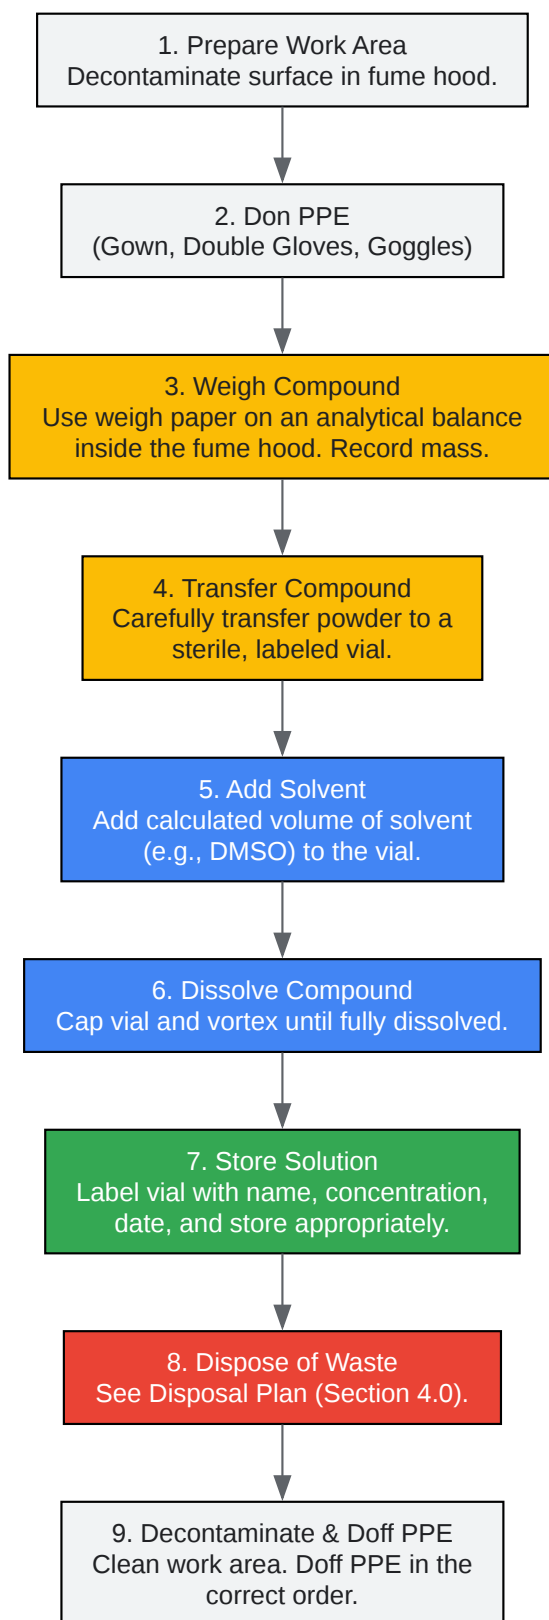 1. Prepare Work Area
Decontaminate surface in fume hood.
2. Don PPE
(Gown, Double Gloves, Goggles)
3. Weigh Compound
Use weigh paper on an analytical balance
inside the fume hood. Record mass.
4. Transfer Compound
Carefully transfer powder to a
sterile, labeled vial.
5. Add Solvent
Add calculated volume of solvent
(e.g., DMSO) to the vial.
6. Dissolve Compound
Cap vial and vortex until fully dissolved.
7. Store Solution
Label vial with name, concentration,
date, and store appropriately.
8. Dispose of Waste
See Disposal Plan (Section 4.0).
9. Decontaminate & Doff PPE
Clean work area. Doff PPE in the
correct order.